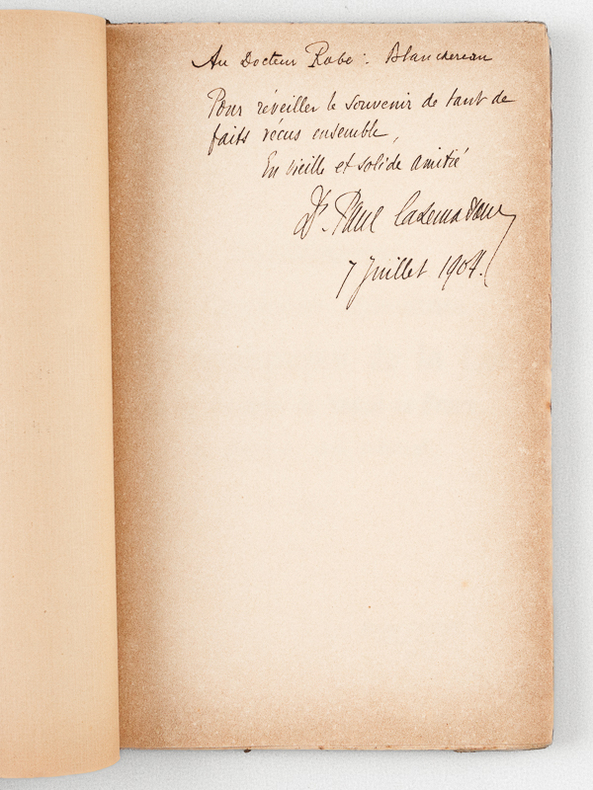 Au Docteur Robe: Blanchereau
Pour réveiller le souvenir de tant de
faits vécus ensemble,
En vieille et solide amitié
Dr. Paul
7 Juillet 1904.